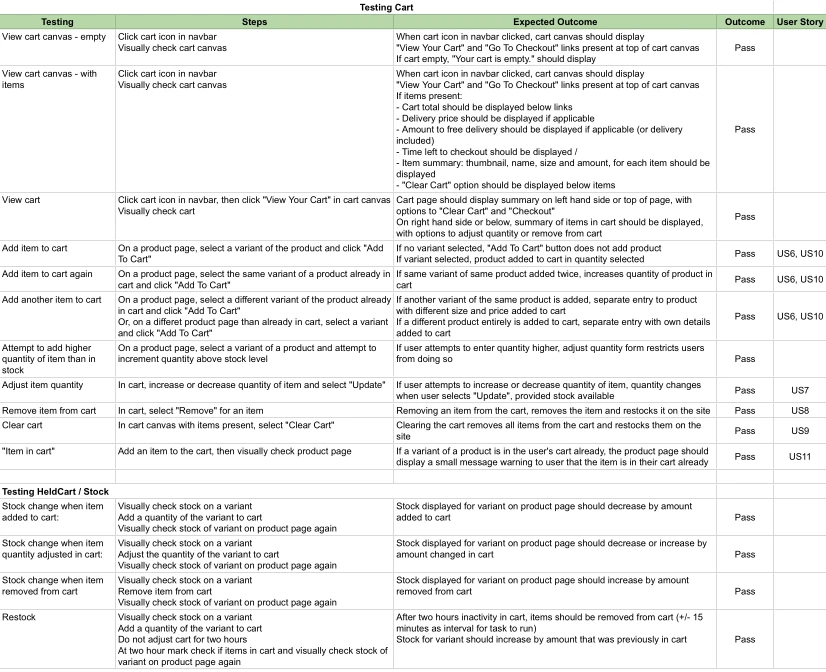 Testing Cart
Testing Steps Expected Outcome Outcome User Story
View cart canvas - empty
Click cart icon in navbar
Visually check cart canvas
When cart icon in navbar clicked, cart canvas should display
"View Your Cart" and "Go To Checkout" links present at top of cart canvas
If cart empty, "Your cart is empty." should display
Pass
View cart canvas - with
items
Click cart icon in navbar
Visually check cart canvas
When cart icon in navbar clicked, cart canvas should display
"View Your Cart" and "Go To Checkout" links present at top of cart canvas
If items present:
- Cart total should be displayed below links
- Delivery price should be displayed if applicable
- Amount to free delivery should be displayed if applicable (or delivery
included)
- Time left to checkout should be displayed /
- Item summary: thumbnail, name, size and amount, for each item should be
displayed
- "Clear Cart" option should be displayed below items
Pass
View cart
Click cart icon in navbar, then click "View Your Cart" in cart canvas
Visually check cart
Cart page should display summary on left hand side or top of page, with
options to "Clear Cart" and "Checkout"
On right hand side or below, summary of items in cart should be displayed,
with options to adjust quantity or remove from cart
Pass
Add item to cart
On a product page, select a variant of the product and click "Add
To Cart"
If no variant selected, "Add To Cart" button does not add product
If variant selected, product added to cart in quantity selected
Pass
US6, US10
Add item to cart again
On a product page, select the same variant of a product already in
cart and click "Add To Cart"
If same variant of same product added twice, increases quantity of product in
cart
Pass
US6, US10
Add another item to cart
On a product page, select a different variant of the product already
in cart and click "Add To Cart"
Or, on a differet product page than already in cart, select a variant
and click "Add To Cart"
If another variant of the same product is added, separate entry to product
with different size and price added to cart
If a different product entirely is added to cart, separate entry with own details
added to cart
Pass
US6, US10
Attempt to add higher
quantity of item than in
stock
On a product page, select a variant of a product and attempt to
increment quantity above stock level
If user attempts to enter quantity higher, adjust quantity form restricts users
from doing so
Pass
Adjust item quantity
In cart, increase or decrease quantity of item and select "Update"
If user attempts to increase or decrease quantity of item, quantity changes
when user selects "Update", provided stock available
Pass
US7
Remove item from cart
In cart, select "Remove" for an item
Removing an item from the cart, removes the item and restocks it on the site
Pass
US8
Clear cart
In cart canvas with items present, select "Clear Cart"
Clearing the cart removes all items from the cart and restocks them on the
site
Pass
US9
"Item in cart"
Add an item to the cart, then visually check product page
If a variant of a product is in the user's cart already, the product page should
display a small message warning to user that the item is in their cart already
Pass
US11
Testing HeldCart / Stock
Stock change when item
added to cart:
Visually check stock on a variant
Add a quantity of the variant to cart
Visually check stock of variant on product page again
Stock displayed for variant on product page should decrease by amount
added to cart
Pass
Stock change when item
quantity adjusted in cart:
Visually check stock on a variant
Adjust the quantity of the variant to cart
Visually check stock of variant on product page again
Stock displayed for variant on product page should decrease or increase by
amount changed in cart
Pass
Stock change when item
removed from cart
Visually check stock on a variant
Remove item from cart
Visually check stock of variant on product page again
Stock displayed for variant on product page should increase by amount
removed from cart
Pass
Restock
Visually check stock on a variant
Add a quantity of the variant to cart
Do not adjust cart for two hours
At two hour mark check if items in cart and visually check stock of
variant on product page again
After two hours inactivity in cart, items should be removed from cart (+/- 15
minutes as interval for task to run)
Stock for variant should increase by amount that was previously in cart
Pass